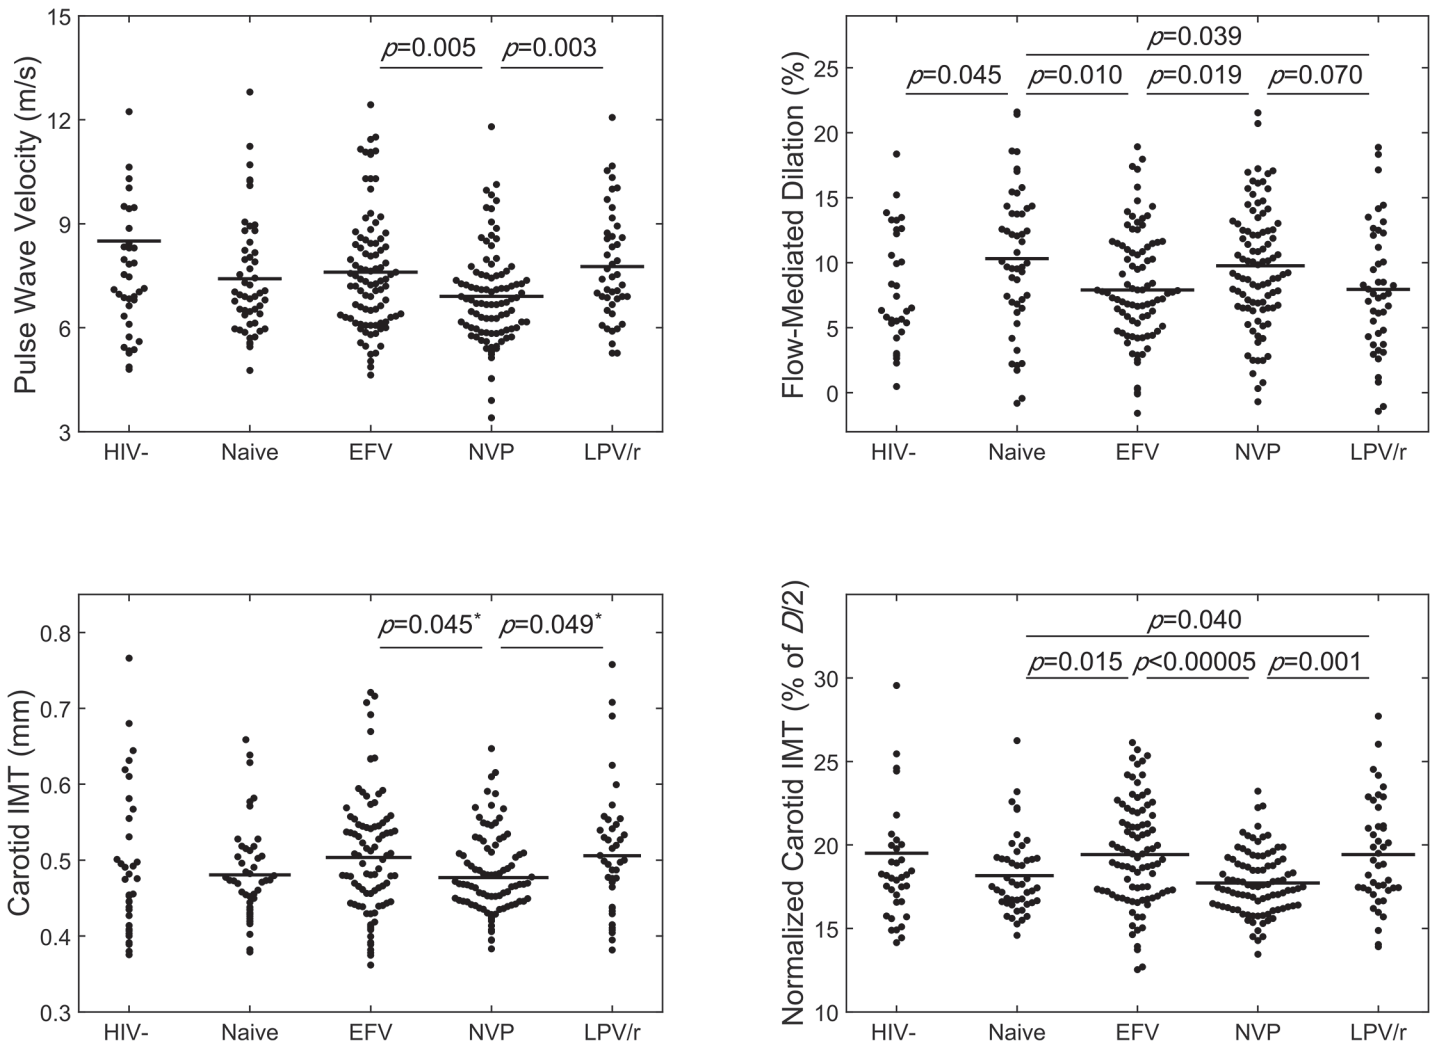 Pulse Wave Velocity (m/s)
15
12
9
6
3
p=0.005 p=0.003
HIV- Naive EFV NVP LPV/r
Flow-Mediated Dilation (%)
25
20
15
10
5
0
p=0.039
p=0.045 p=0.010 p=0.019 p=0.070
HIV- Naive EFV NVP LPV/r
Carotid IMT (mm)
0.8
0.7
0.6
0.5
0.4
0.3
p=0.045* p=0.049*
HIV- Naive EFV NVP LPV/r
Normalized Carotid IMT (% of D/2)
30
25
20
15
10
p=0.040
p=0.015 p<0.00005 p=0.001
HIV- Naive EFV NVP LPV/r